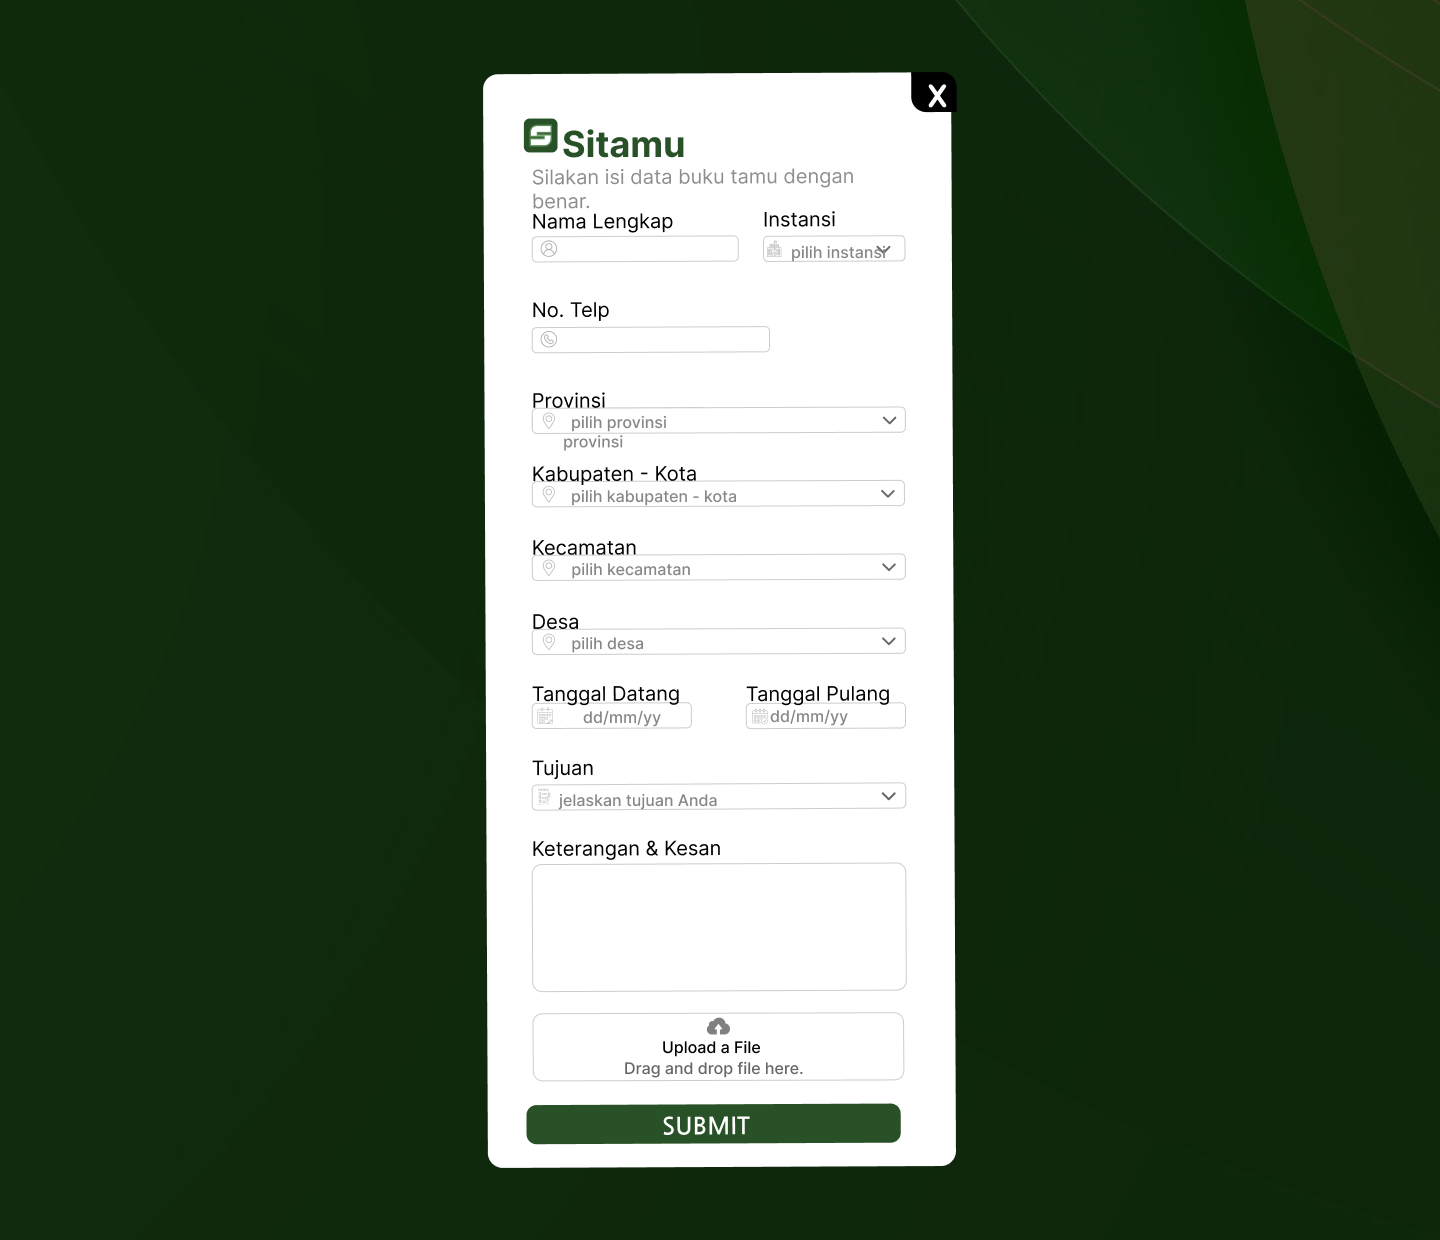 X
Sitamu
Silakan isi data buku tamu dengan
benar.
Nama Lengkap
Instansi
pilih instansi
No. Telp
Provinsi
pilih provinsi
provinsi
Kabupaten - Kota
pilih kabupaten - kota
Kecamatan
pilih kecamatan
Desa
pilih desa
Tanggal Datang
Tanggal Pulang
dd/mm/yy
dd/mm/yy
Tujuan
jelaskan tujuan Anda
Keterangan & Kesan
Upload a File
Drag and drop file here.
SUBMIT